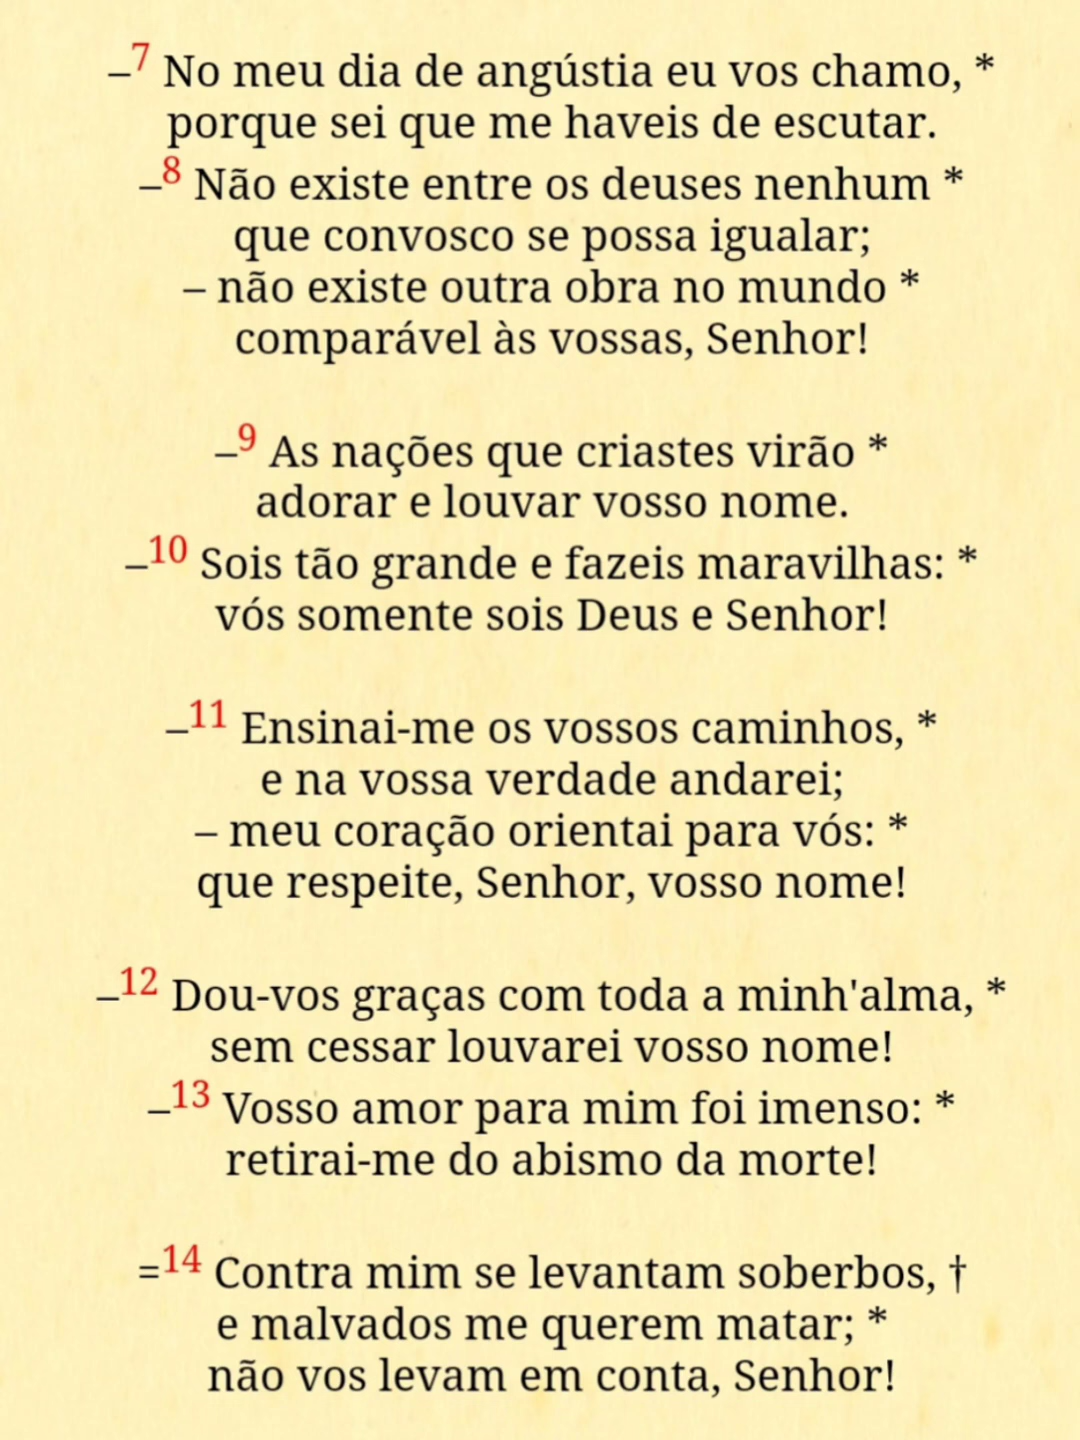 –7 No meu dia de angústia eu vos chamo, *
porque sei que me haveis de escutar.
–8 Não existe entre os deuses nenhum *
que convosco se possa igualar;
– não existe outra obra no mundo *
comparável às vossas, Senhor!
–9 As nações que criastes virão *
adorar e louvar vosso nome.
–10 Sois tão grande e fazeis maravilhas: *
vós somente sois Deus e Senhor!
–11 Ensinai-me os vossos caminhos, *
e na vossa verdade andarei;
– meu coração orientai para vós: *
que respeite, Senhor, vosso nome!
–12 Dou-vos graças com toda a minh'alma, *
sem cessar louvarei vosso nome!
–13 Vosso amor para mim foi imenso: *
retirai-me do abismo da morte!
=14 Contra mim se levantam soberbos, †
e malvados me querem matar; *
não vos levam em conta, Senhor!